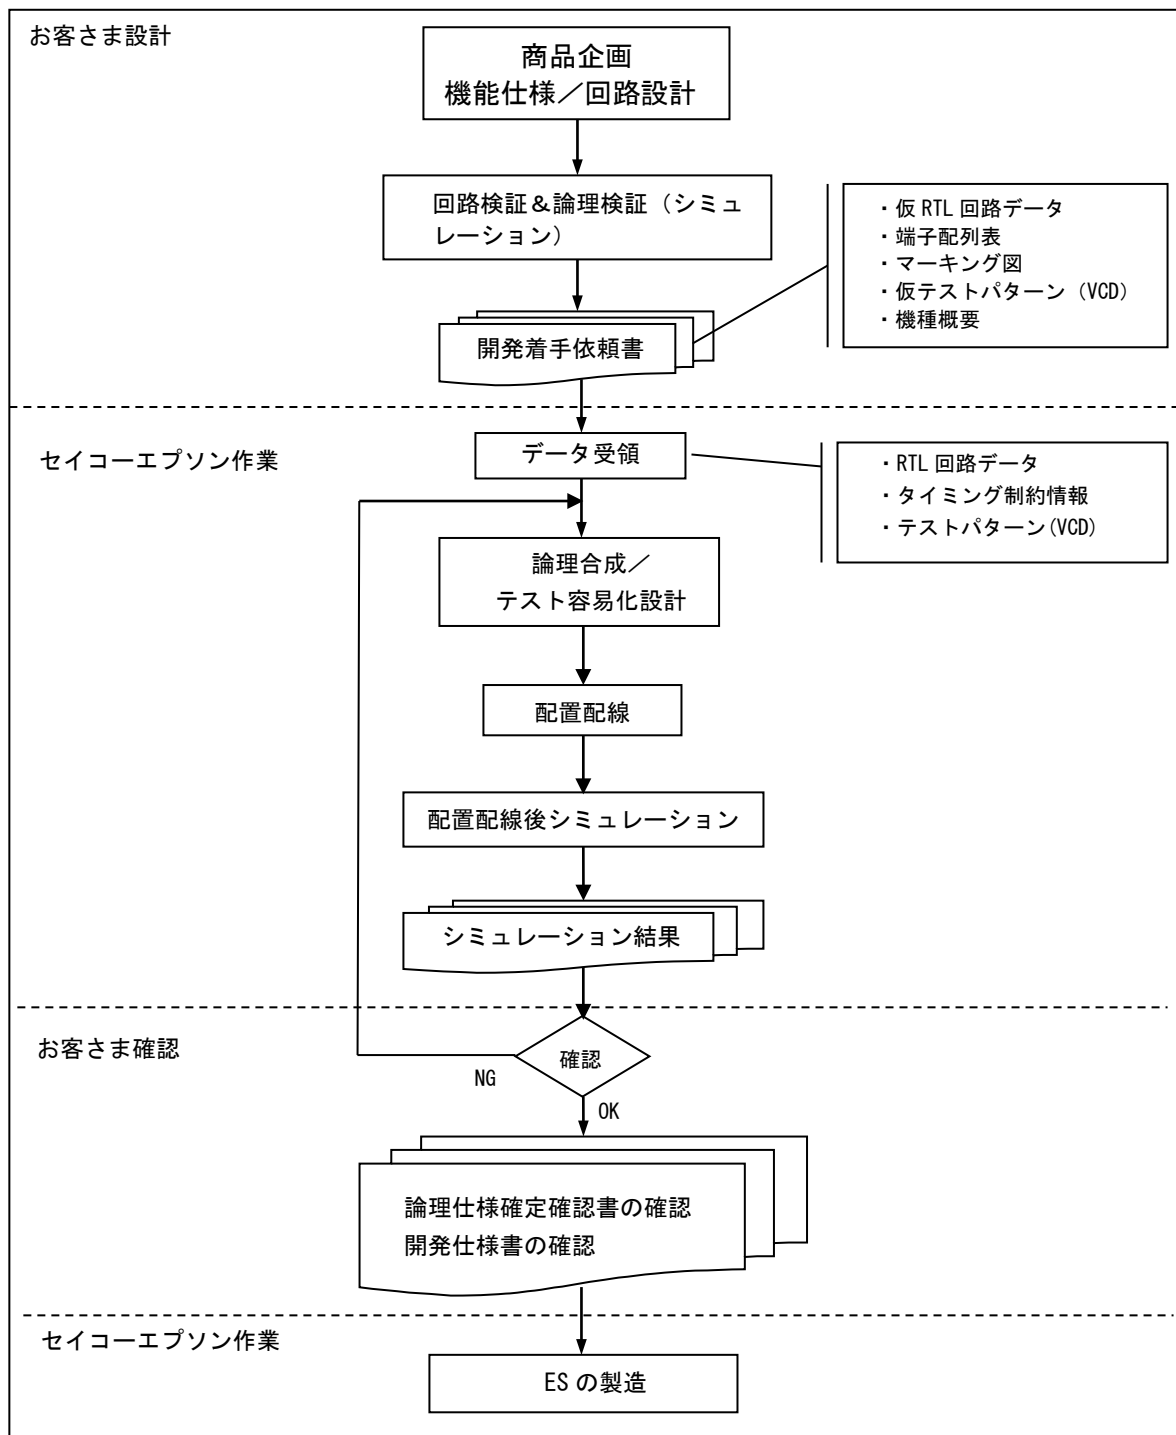 お客さま設計
商品企画
機能仕様／回路設計
回路検証＆論理検証（シミュ
レーション）
・仮 RTL 回路データ
・端子配列表
・マーキング図
・仮テストパターン（VCD）
・機種概要
開発着手依頼書
セイコーエプソン作業
データ受領
・RTL 回路データ
・タイミング制約情報
・テストパターン(VCD)
論理合成／
テスト容易化設計
配置配線
配置配線後シミュレーション
シミュレーション結果
お客さま確認
確認
NG
OK
論理仕様確定確認書の確認
開発仕様書の確認
セイコーエプソン作業
ES の製造